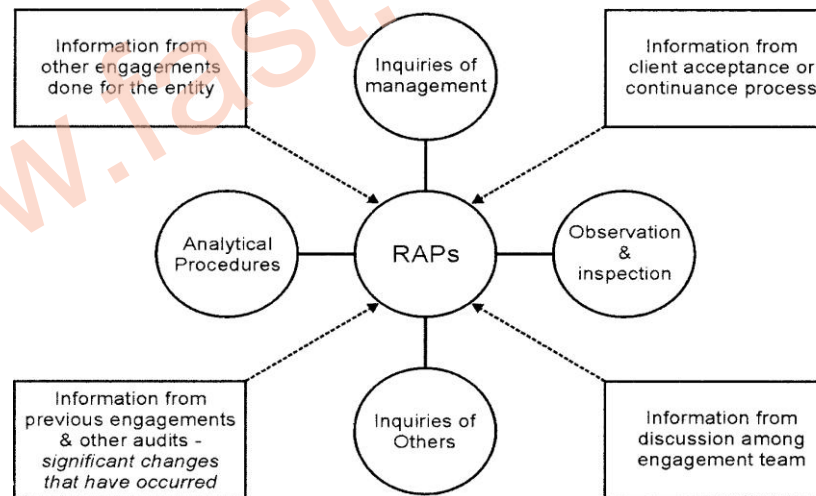 Information from
other engagements
done for the entity
Inquiries of
management
Information from
client acceptance or
continuance process
w.fast.
Analytical
Procedures
RAPs
Observation
&
inspection
Information from
previous engagements
& other audits -
significant changes
that have occurred
Inquiries of
Others
Information from
discussion among
engagement team